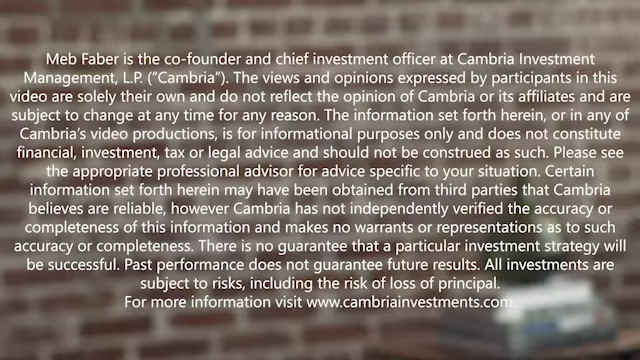 Meb Faber is the co-founder and chief investment officer at Cambria Investment
Management, L.P. (“Cambria”). The views and opinions expressed by participants in this
video are solely their own and do not reflect the opinion of Cambria or its affiliates and are
subject to change at any time for any reason. The information set forth herein, or in any of
Cambria’s video productions, is for informational purposes only and does not constitute
financial, investment, tax or legal advice and should not be construed as such. Please see
the appropriate professional advisor for advice specific to your situation. Certain
information set forth herein may have been obtained from third parties that Cambria
believes are reliable, however Cambria has not independently verified the accuracy or
completeness of this information and makes no warrants or representations as to such
accuracy or completeness. There is no guarantee that a particular investment strategy will
be successful. Past performance does not guarantee future results. All investments are
subject to risks, including the risk of loss of principal.
For more information visit www.cambriainvestments.com